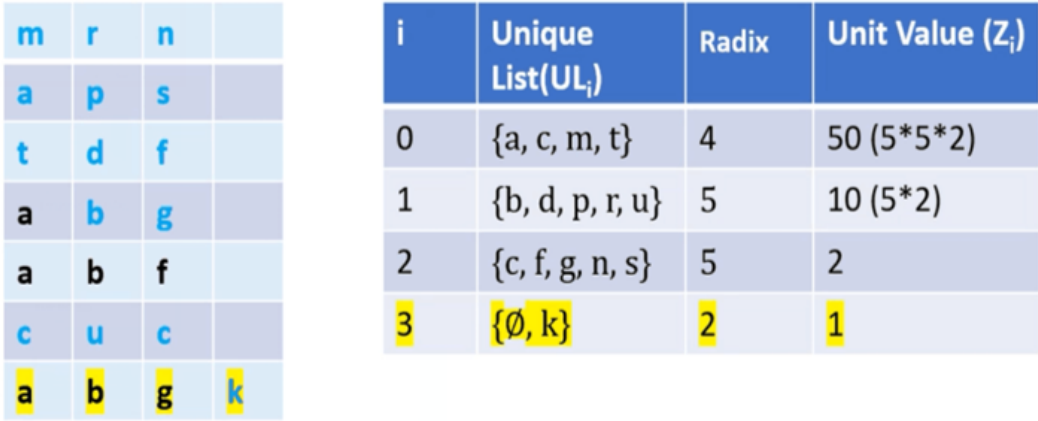 m r n
a p s
t d f
a b g
a b f
c u c
a b g k
i Unique List(ULi) Radix Unit Value (Zi)
0 {a, c, m, t} 4 50 (5*5*2)
1 {b, d, p, r, u} 5 10 (5*2)
2 {c, f, g, n, s} 5 2
3 {Ø, k} 2 1